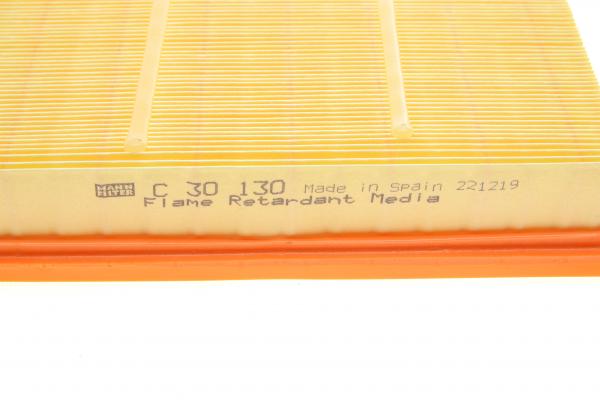 MANN FILTER C 30 130 Made in Spain 221219
Flame Retardant Media